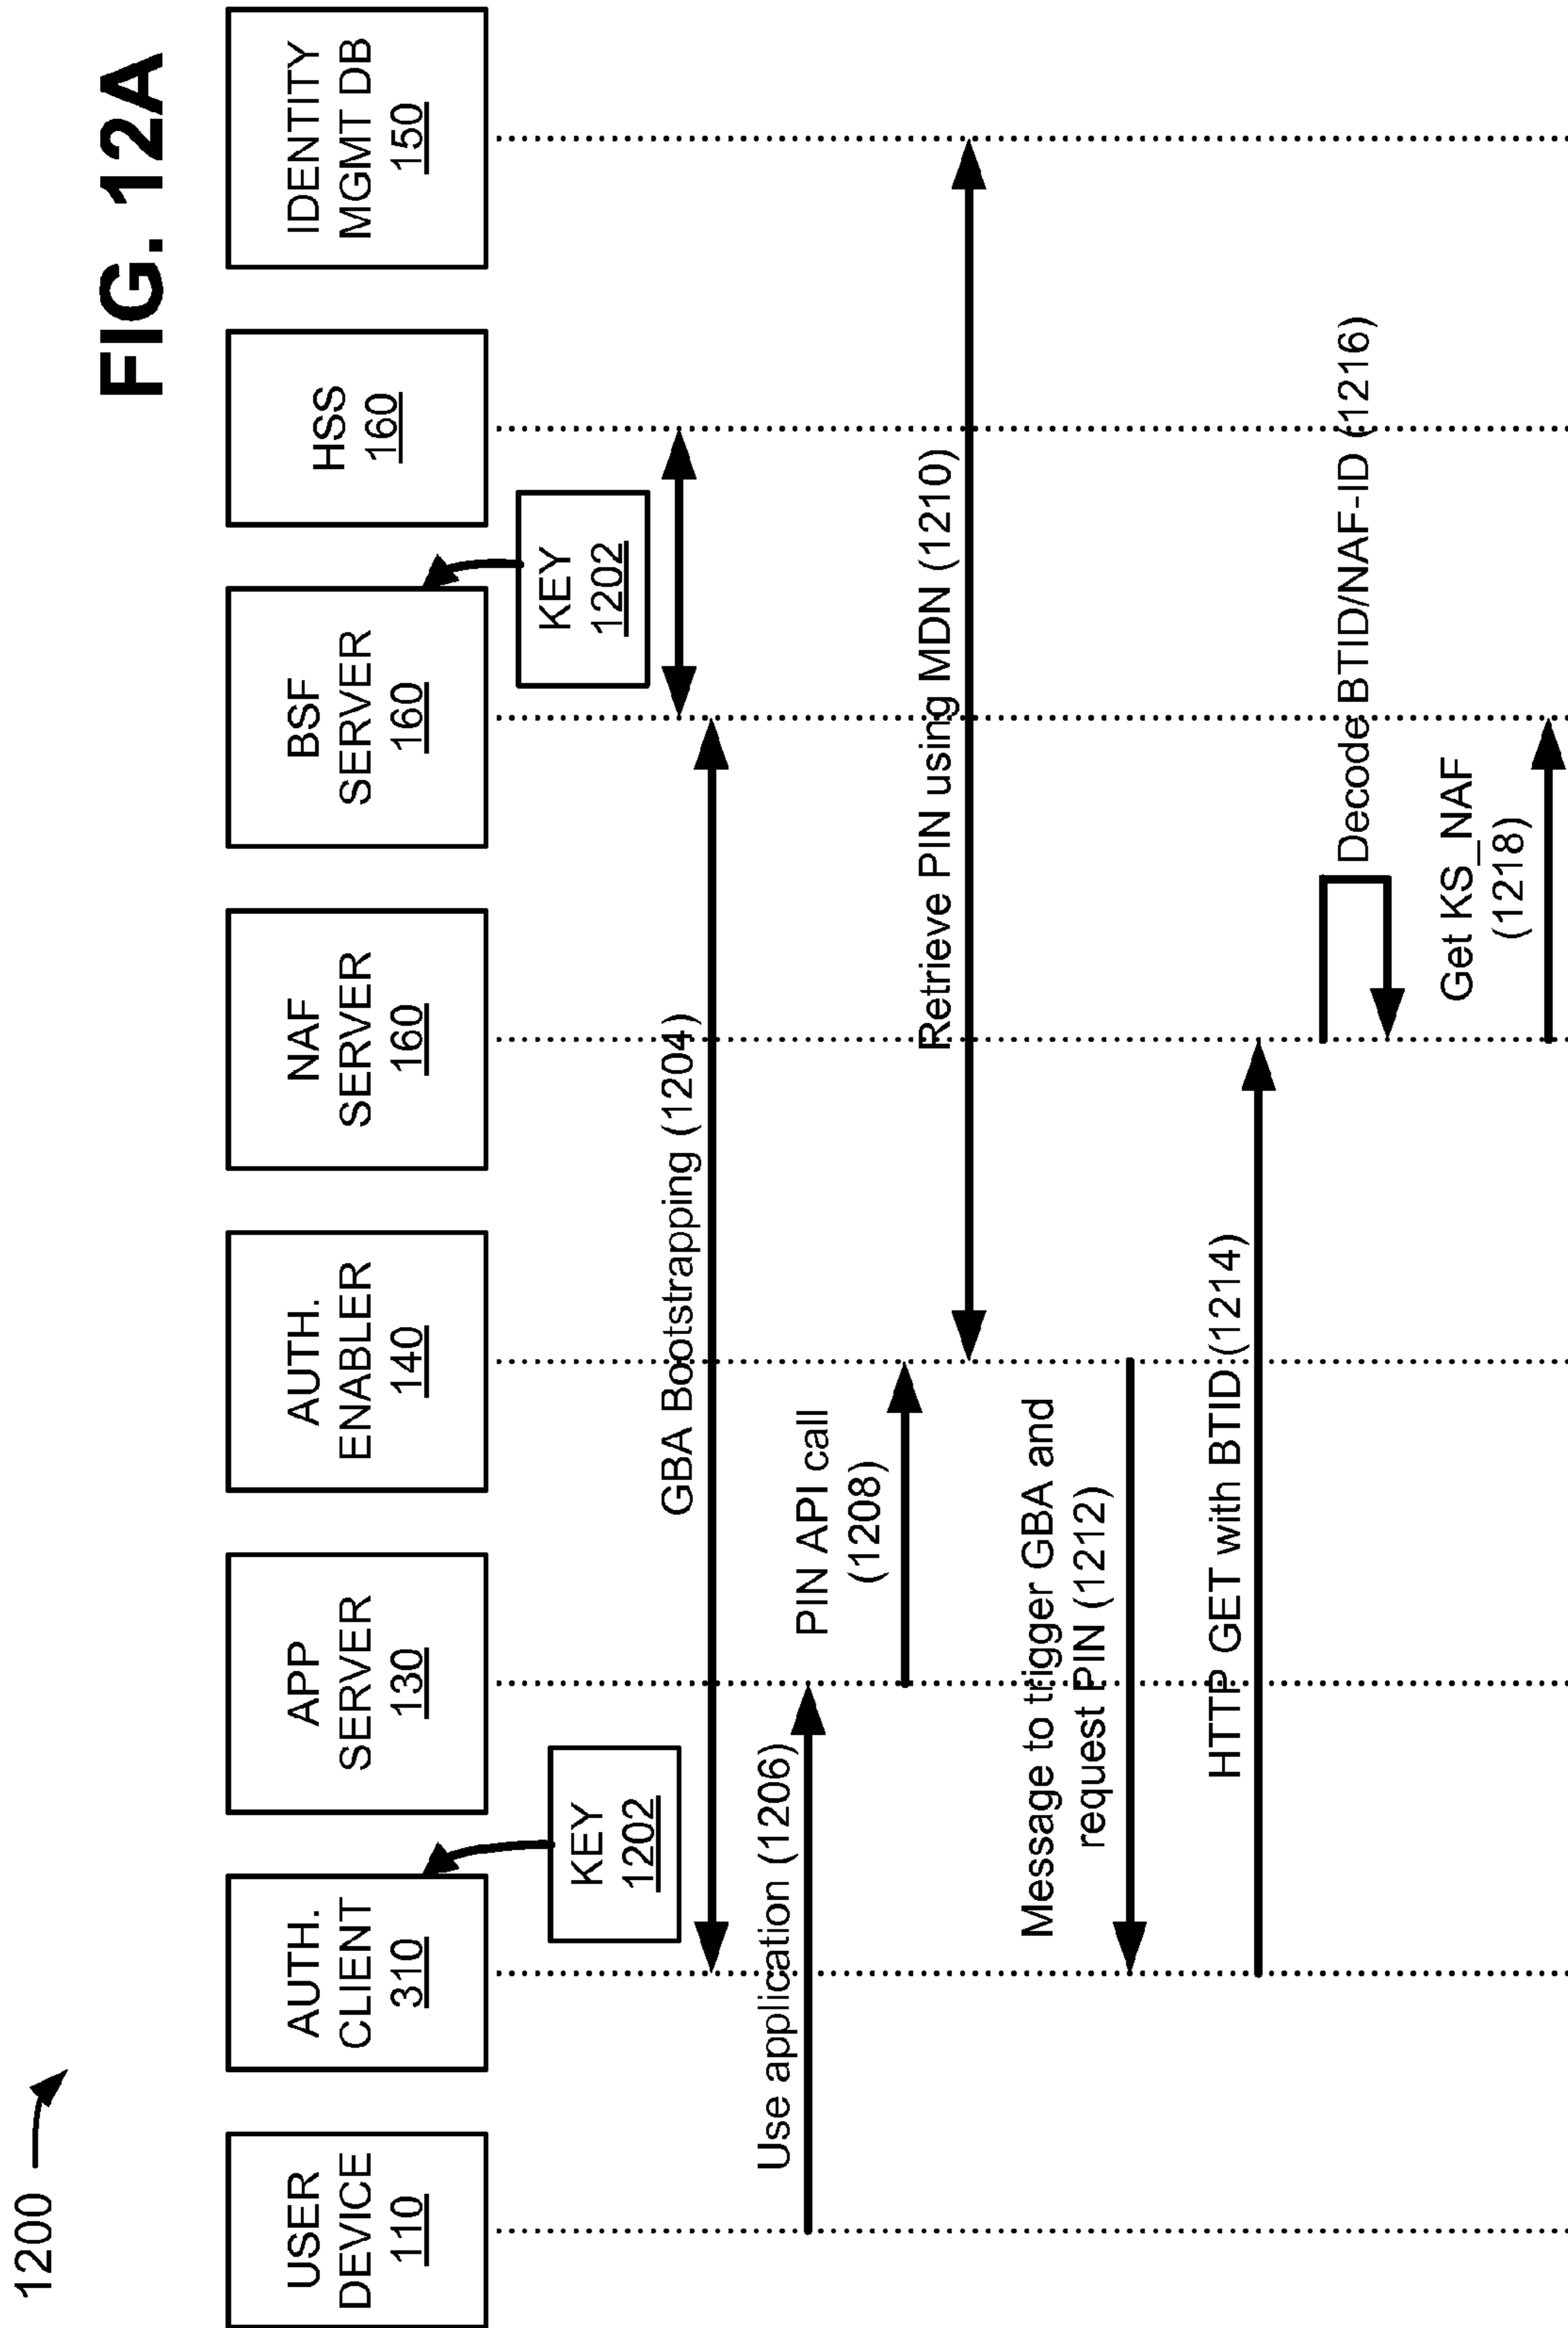 1200
FIG. 12A
USER
DEVICE
110
AUTH.
CLIENT
310
APP
SERVER
130
AUTH.
ENABLER
140
NAF
SERVER
160
BSF
SERVER
160
HSS
160
IDENTITY
MGMT DB
150
KEY
1202
KEY
1202
GBA Bootstrapping (1204)
Use application (1206)
PIN API call
(1208)
Retrieve PIN using MDN (1210)
Message to trigger GBA and
request PIN (1212)
HTTP GET with BTID (1214)
Decode BTID/NAF-ID (1216)
Get KS_NAF
(1218)